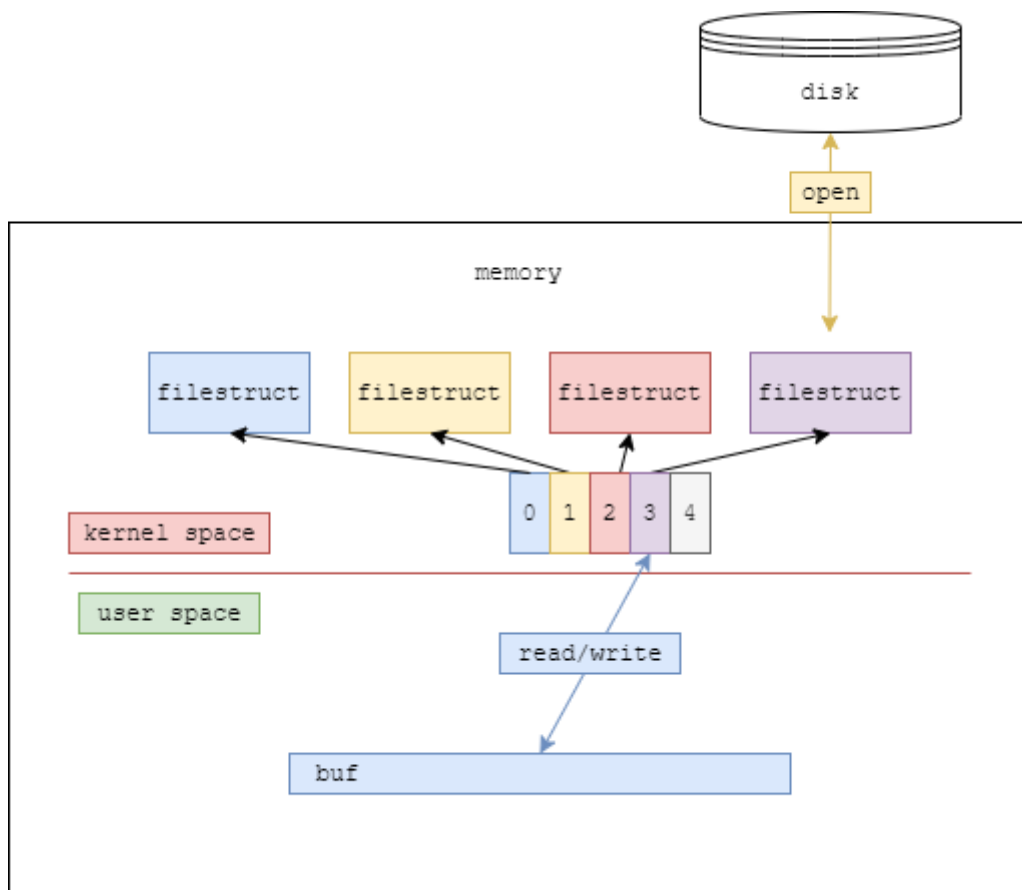 disk
open
memory
filestruct
filestruct
filestruct
filestruct
0 1 2 3 4
kernel space
user space
read/write
buf